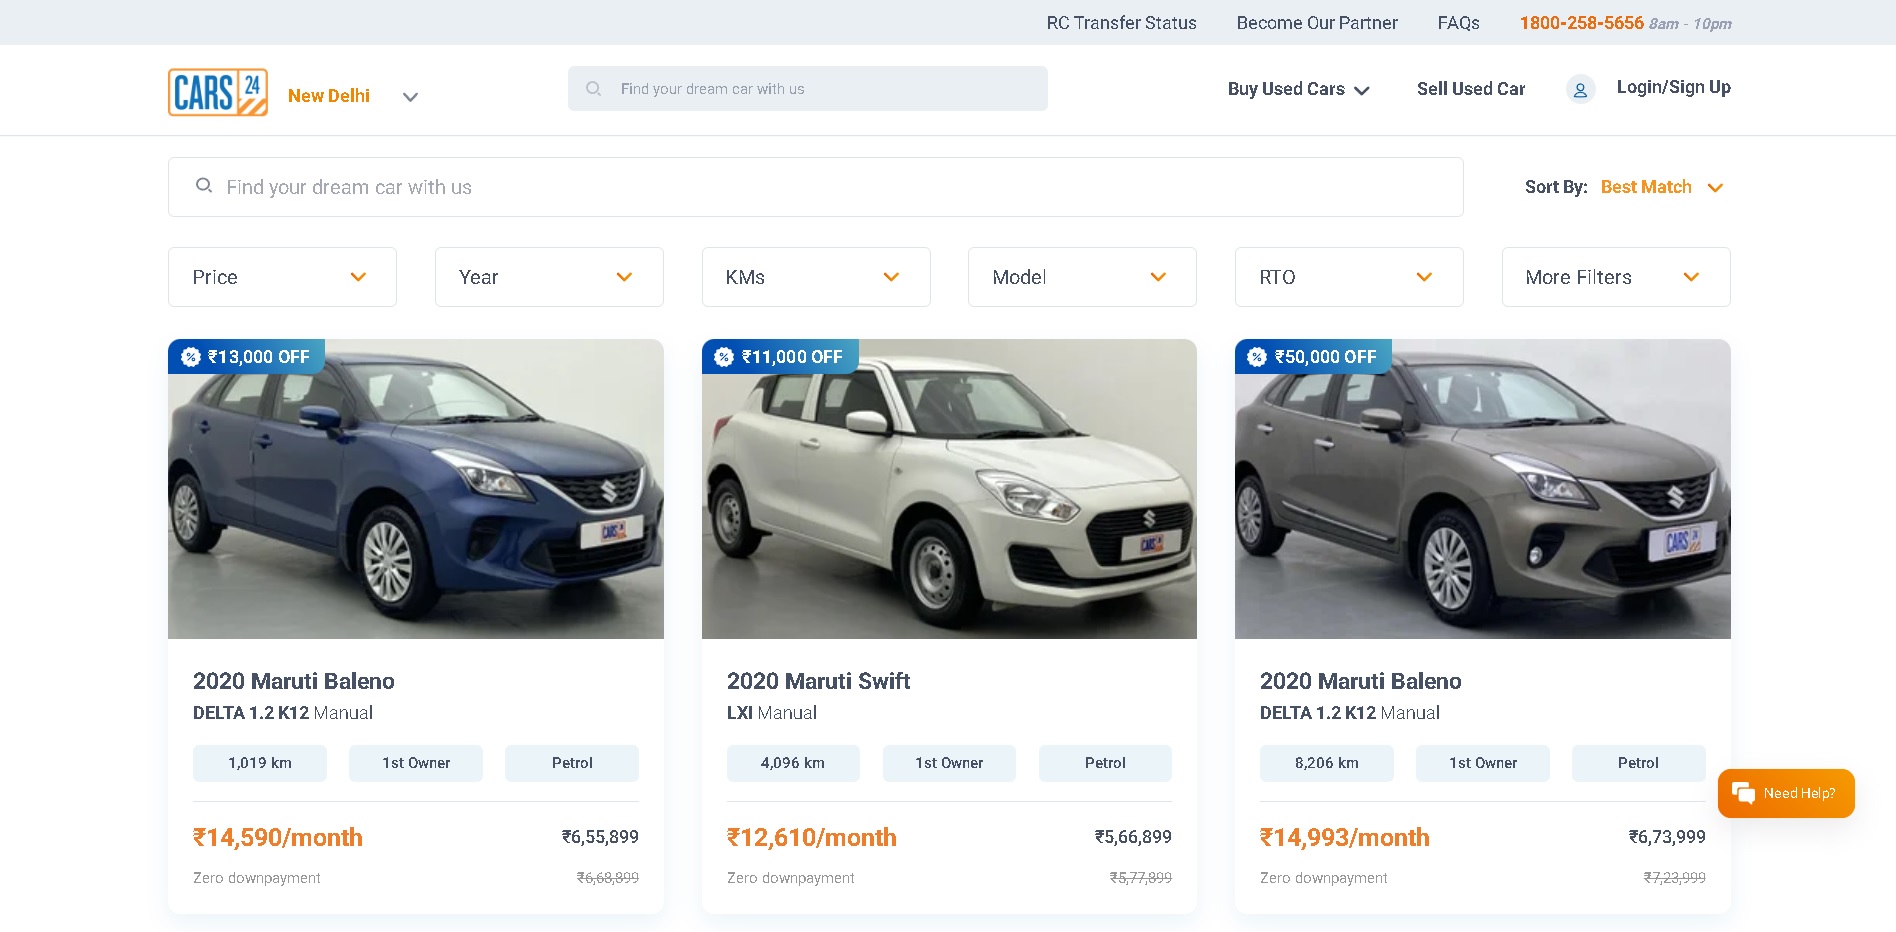 RC Transfer Status Become Our Partner FAQs 1800-258-5656 8am - 10pm
CARS 24 New Delhi Find your dream car with us Buy Used Cars Sell Used Car Login/Sign Up
Find your dream car with us Sort By: Best Match
Price Year KMs Model RTO More Filters
₹13,000 OFF ₹11,000 OFF ₹50,000 OFF
CARS 24 CARS 24 CARS 24
2020 Maruti Baleno 2020 Maruti Swift 2020 Maruti Baleno
DELTA 1.2 K12 Manual LXI Manual DELTA 1.2 K12 Manual
1,019 km 1st Owner Petrol 4,096 km 1st Owner Petrol 8,206 km 1st Owner Petrol
Need Help?
₹14,590/month ₹6,55,899 ₹12,610/month ₹5,66,899 ₹14,993/month ₹6,73,999
Zero downpayment ₹6,68,899 Zero downpayment ₹5,77,899 Zero downpayment ₹7,23,999